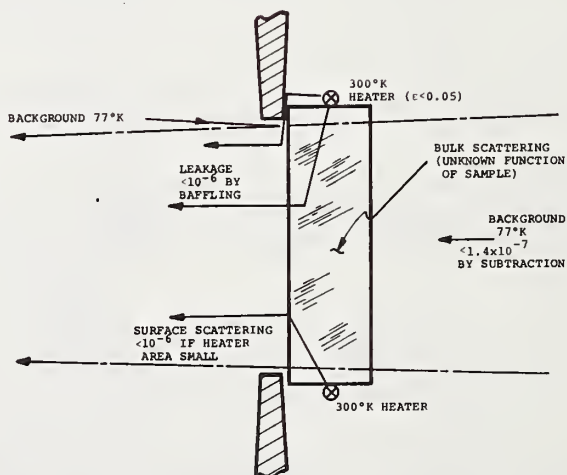 300°K
HEATER (ε<0.05)
BACKGROUND 77°K
BULK SCATTERING
(UNKNOWN FUNCTION
OF SAMPLE)
LEAKAGE
<10⁻⁶ BY
BAFFLING
BACKGROUND
77°K
<1.4x10⁻⁷
BY SUBTRACTION
SURFACE SCATTERING
<10⁻⁶ IF HEATER
AREA SMALL
300°K HEATER